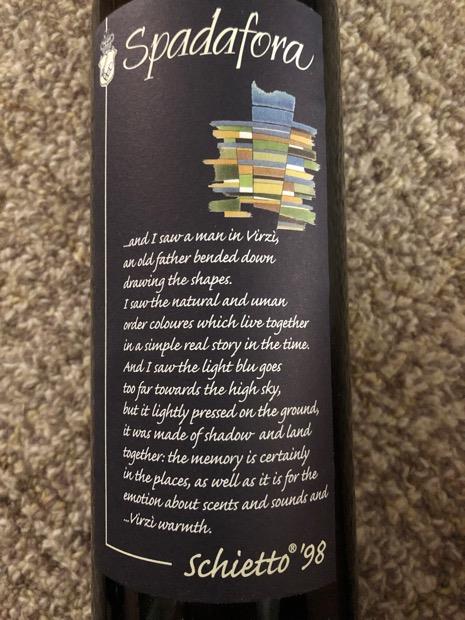 Spadafora
...and I saw a man in Virzì,
an old father bended down
drawing the shapes.
I saw the natural and uman
order coloures which live together
in a simple real story in the time.
And I saw the light blu goes
too far towards the high sky,
but it lightly pressed on the ground,
it was made of shadow and land
together: the memory is certainly
in the places, as well as it is for the
emotion about scents and sounds and
...Virzì warmth.
Schietto® '98